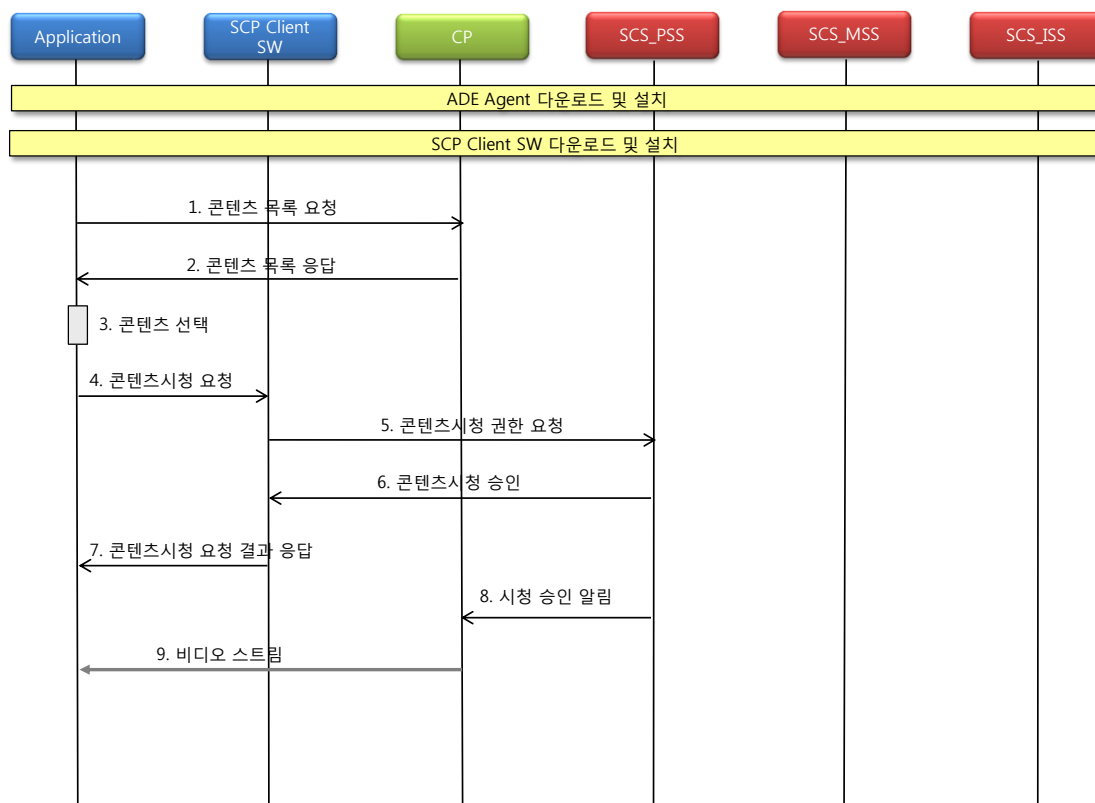 Application
SCP Client
SW
CP
SCS_PSS
SCS_MSS
SCS_ISS
ADE Agent 다운로드 및 설치
SCP Client SW 다운로드 및 설치
1. 콘텐츠 목록 요청
2. 콘텐츠 목록 응답
3. 콘텐츠 선택
4. 콘텐츠시청 요청
5. 콘텐츠시청 권한 요청
6. 콘텐츠시청 승인
7. 콘텐츠시청 요청 결과 응답
8. 시청 승인 알림
9. 비디오 스트림